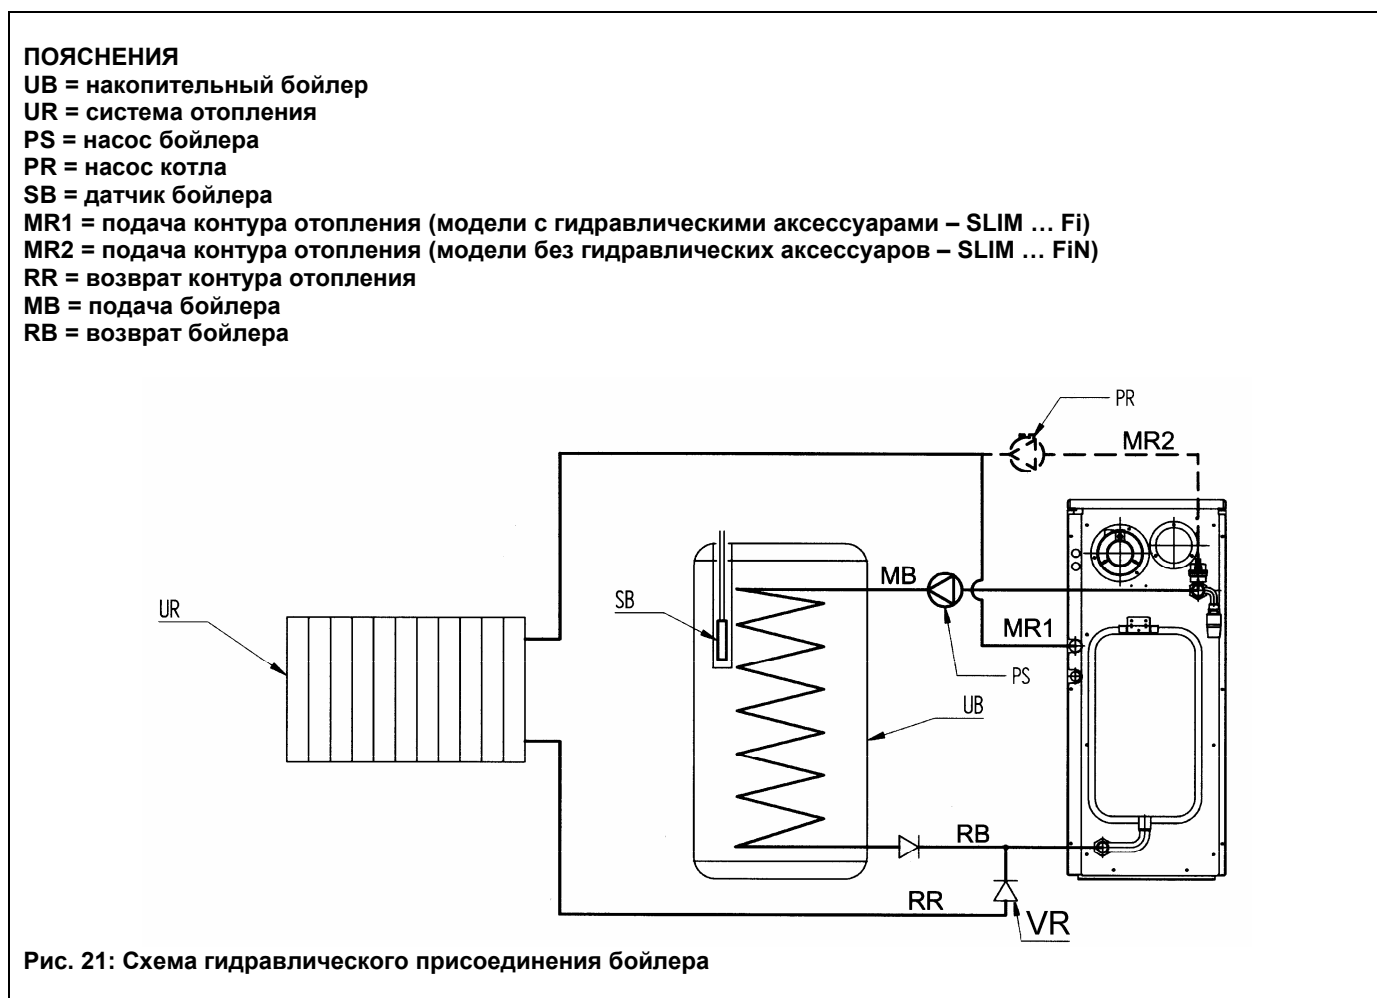 ПОЯСНЕНИЯ
UB = накопительный бойлер
UR = система отопления
PS = насос бойлера
PR = насос котла
SB = датчик бойлера
MR1 = подача контура отопления (модели с гидравлическими аксессуарами – SLIM … Fi)
MR2 = подача контура отопления (модели без гидравлических аксессуаров – SLIM … FiN)
RR = возврат контура отопления
MB = подача бойлера
RB = возврат бойлера
PR
MR2
MB
SB
UR
MR1
PS
UB
RB
RR
VR
Рис. 21: Схема гидравлического присоединения бойлера